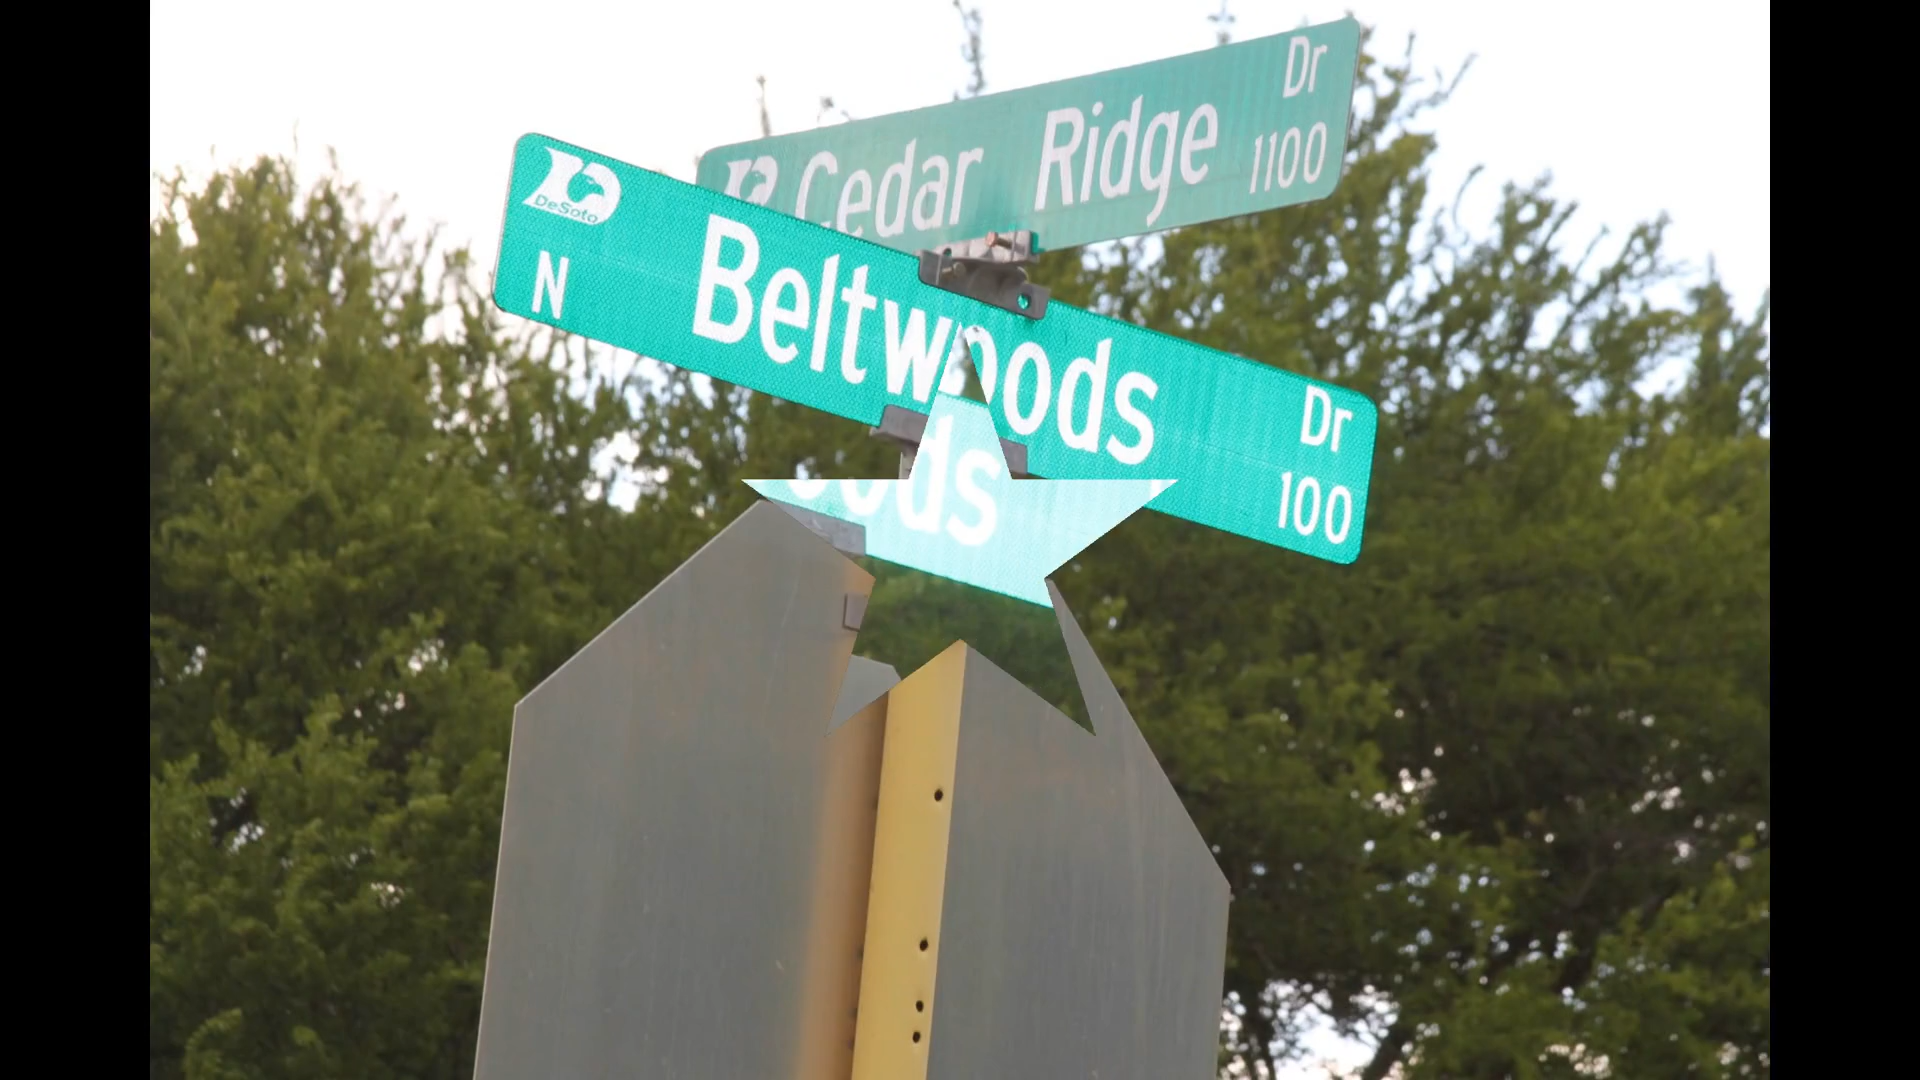 Cedar Ridge Dr
1100
DeSoto
N Beltwoods Dr
100
ods